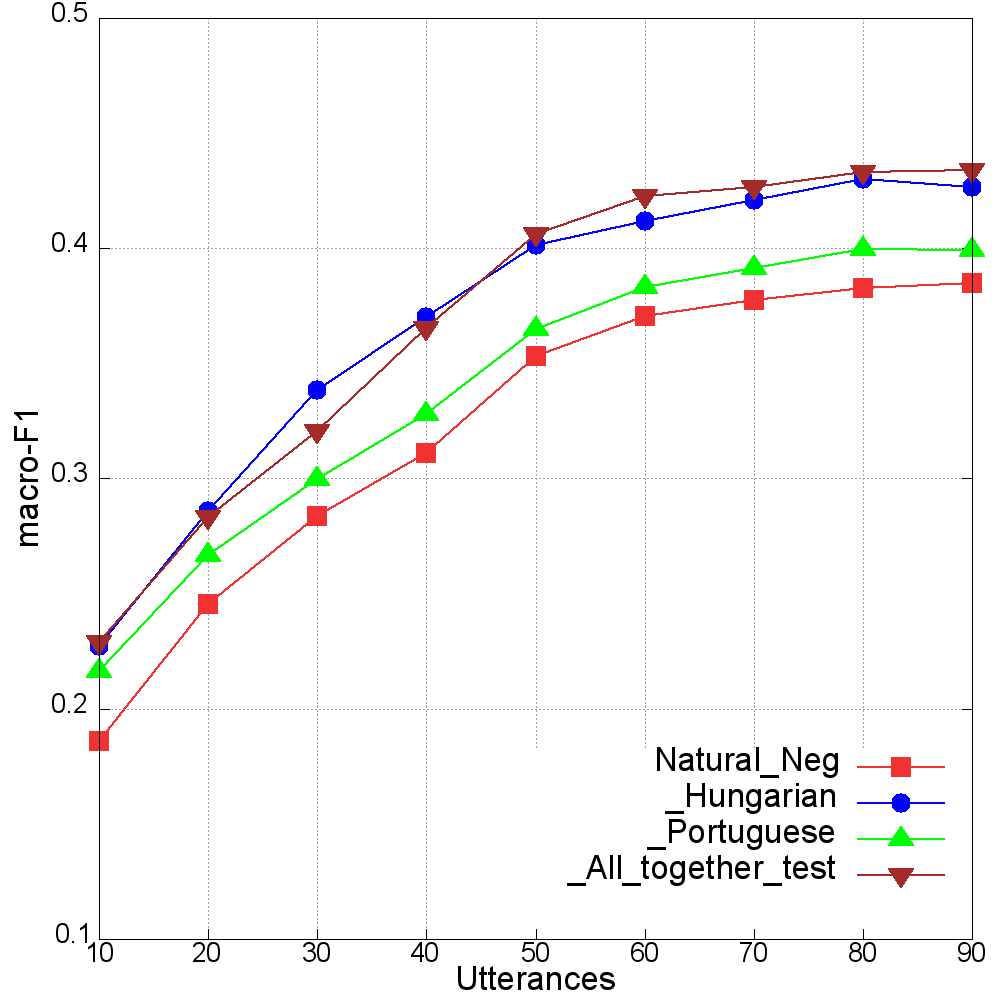 0.5
0.4
0.3
0.2
0.1
macro-F1
Natural_Neg
_Hungarian
_Portuguese
_All_together_test
10 20 30 40 50 60 70 80 90
Utterances